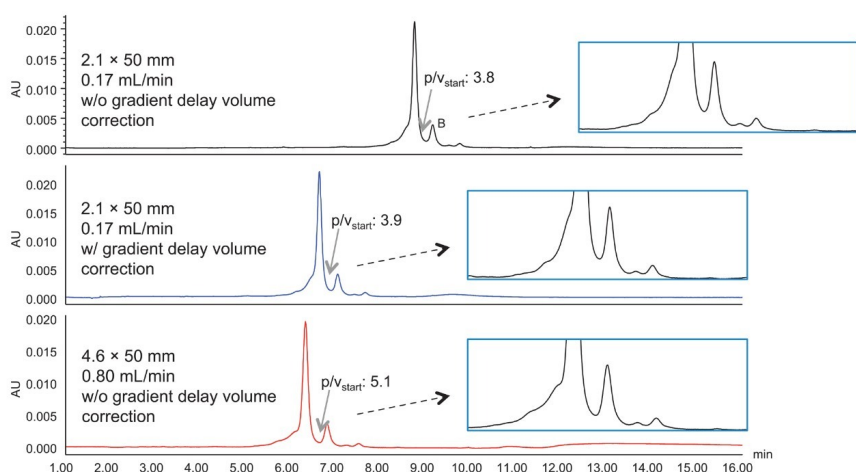 0.020
0.015
0.010
0.005
0.000
AU
2.1 × 50 mm
0.17 mL/min
w/o gradient delay volume
correction
p/vstart: 3.8
B
0.020
0.015
0.010
0.005
0.000
AU
2.1 × 50 mm
0.17 mL/min
w/ gradient delay volume
correction
p/vstart: 3.9
0.020
0.015
0.010
0.005
0.000
AU
4.6 × 50 mm
0.80 mL/min
w/o gradient delay volume
correction
p/vstart: 5.1
1.00 2.00 3.00 4.00 5.00 6.00 7.00 8.00 9.00 10.00 11.00 12.00 13.00 14.00 15.00 16.00 min